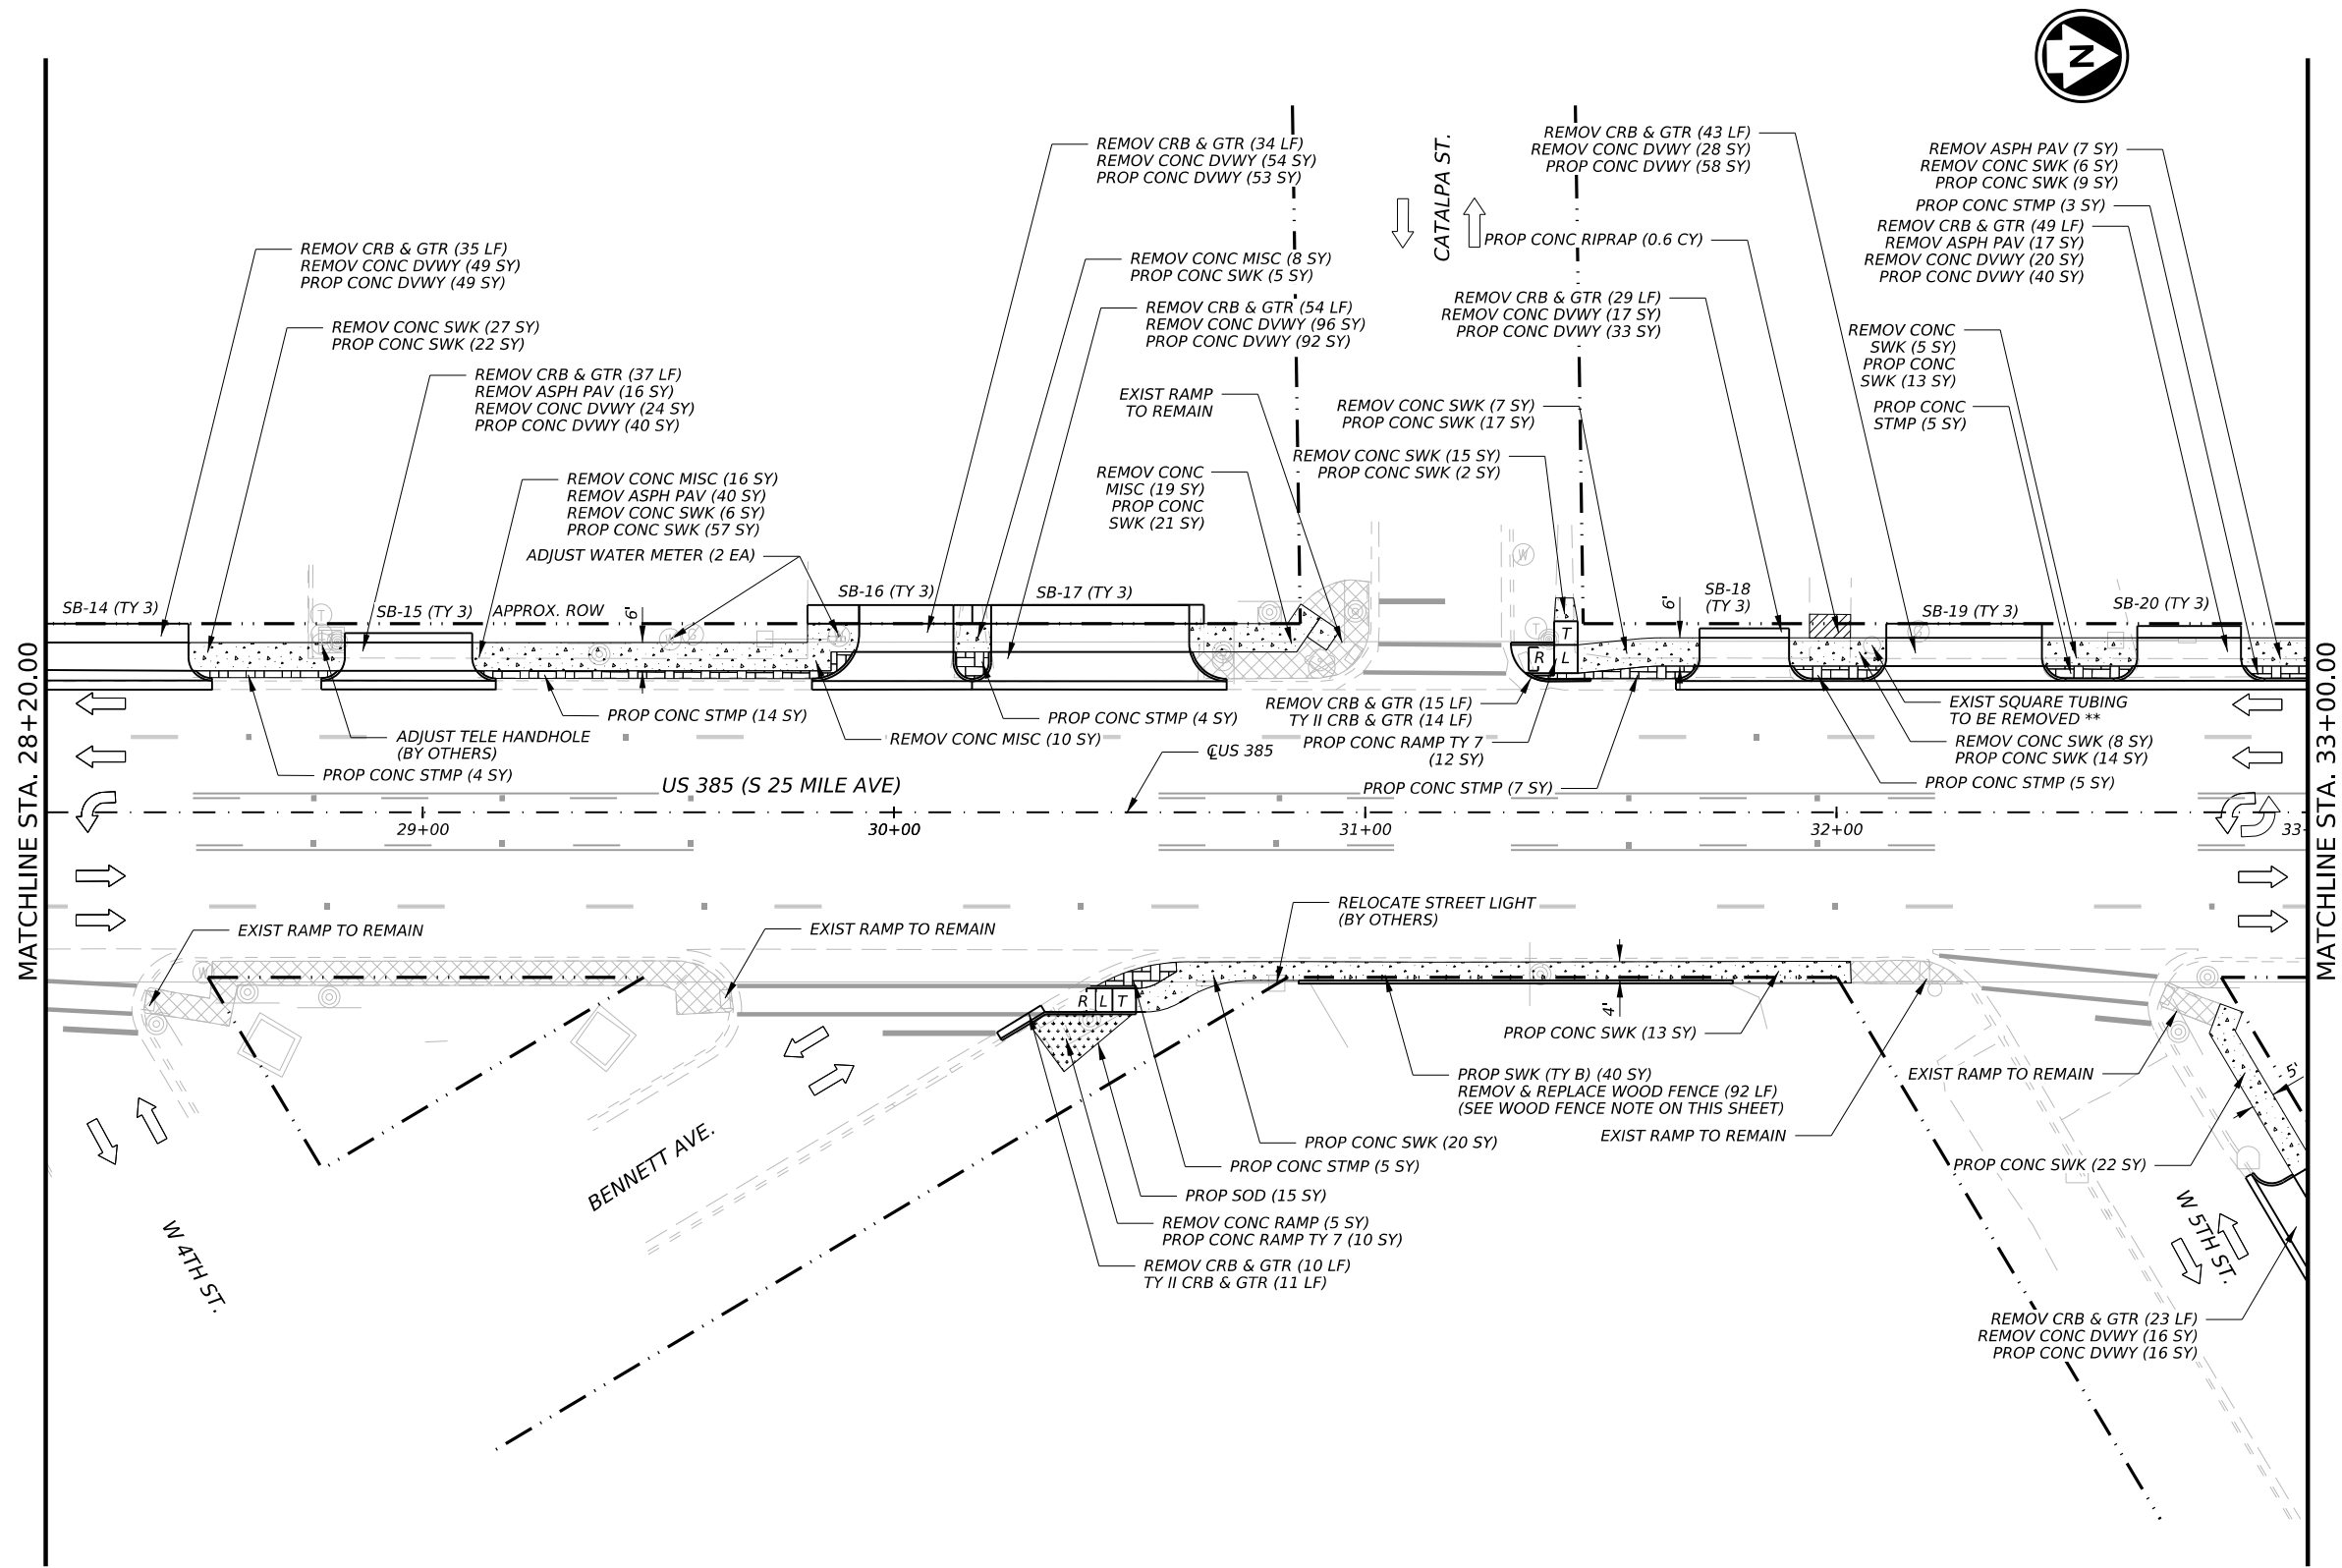 N
REMOV CRB & GTR (34 LF)
REMOV CONC DVWY (54 SY)
PROP CONC DVWY (53 SY)
CATALPA ST.
REMOV CRB & GTR (43 LF)
REMOV CONC DVWY (28 SY)
PROP CONC DVWY (58 SY)
REMOV ASPH PAV (7 SY)
REMOV CONC SWK (6 SY)
PROP CONC SWK (9 SY)
PROP CONC STMP (3 SY)
REMOV CRB & GTR (49 LF)
REMOV ASPH PAV (17 SY)
REMOV CONC DVWY (20 SY)
PROP CONC DVWY (40 SY)
PROP CONC RIPRAP (0.6 CY)
REMOV CRB & GTR (35 LF)
REMOV CONC DVWY (49 SY)
PROP CONC DVWY (49 SY)
REMOV CONC MISC (8 SY)
PROP CONC SWK (5 SY)
REMOV CRB & GTR (54 LF)
REMOV CONC DVWY (96 SY)
PROP CONC DVWY (92 SY)
REMOV CRB & GTR (29 LF)
REMOV CONC DVWY (17 SY)
PROP CONC DVWY (33 SY)
REMOV CONC
SWK (5 SY)
PROP CONC
SWK (13 SY)
PROP CONC
STMP (5 SY)
REMOV CONC SWK (27 SY)
PROP CONC SWK (22 SY)
REMOV CRB & GTR (37 LF)
REMOV ASPH PAV (16 SY)
REMOV CONC DVWY (24 SY)
PROP CONC DVWY (40 SY)
EXIST RAMP
TO REMAIN
REMOV CONC SWK (7 SY)
PROP CONC SWK (17 SY)
REMOV CONC SWK (15 SY)
PROP CONC SWK (2 SY)
REMOV CONC MISC (16 SY)
REMOV ASPH PAV (40 SY)
REMOV CONC SWK (6 SY)
PROP CONC SWK (57 SY)
REMOV CONC
MISC (19 SY)
PROP CONC
SWK (21 SY)
ADJUST WATER METER (2 EA)
SB-14 (TY 3)
SB-15 (TY 3)
APPROX. ROW
6'
SB-16 (TY 3)
SB-17 (TY 3)
6'
SB-18
(TY 3)
SB-19 (TY 3)
SB-20 (TY 3)
T
R
L
MATCHLINE STA. 28+20.00
MATCHLINE STA. 33+00.00
PROP CONC STMP (14 SY)
ADJUST TELE HANDHOLE
(BY OTHERS)
PROP CONC STMP (4 SY)
REMOV CONC MISC (10 SY)
PROP CONC STMP (4 SY)
REMOV CRB & GTR (15 LF)
TY II CRB & GTR (14 LF)
PROP CONC RAMP TY 7
(12 SY)
PROP CONC STMP (7 SY)
EXIST SQUARE TUBING
TO BE REMOVED **
REMOV CONC SWK (8 SY)
PROP CONC SWK (14 SY)
PROP CONC STMP (5 SY)
℄ US 385
US 385 (S 25 MILE AVE)
29+00
30+00
31+00
32+00
33+
EXIST RAMP TO REMAIN
EXIST RAMP TO REMAIN
RELOCATE STREET LIGHT
(BY OTHERS)
R L T
4'
PROP CONC SWK (13 SY)
PROP SWK (TY B) (40 SY)
REMOV & REPLACE WOOD FENCE (92 LF)
(SEE WOOD FENCE NOTE ON THIS SHEET)
EXIST RAMP TO REMAIN
EXIST RAMP TO REMAIN
5'
PROP CONC SWK (20 SY)
PROP CONC STMP (5 SY)
PROP SOD (15 SY)
REMOV CONC RAMP (5 SY)
PROP CONC RAMP TY 7 (10 SY)
REMOV CRB & GTR (10 LF)
TY II CRB & GTR (11 LF)
PROP CONC SWK (22 SY)
BENNETT AVE.
W 4TH ST.
W 5TH ST.
REMOV CRB & GTR (23 LF)
REMOV CONC DVWY (16 SY)
PROP CONC DVWY (16 SY)